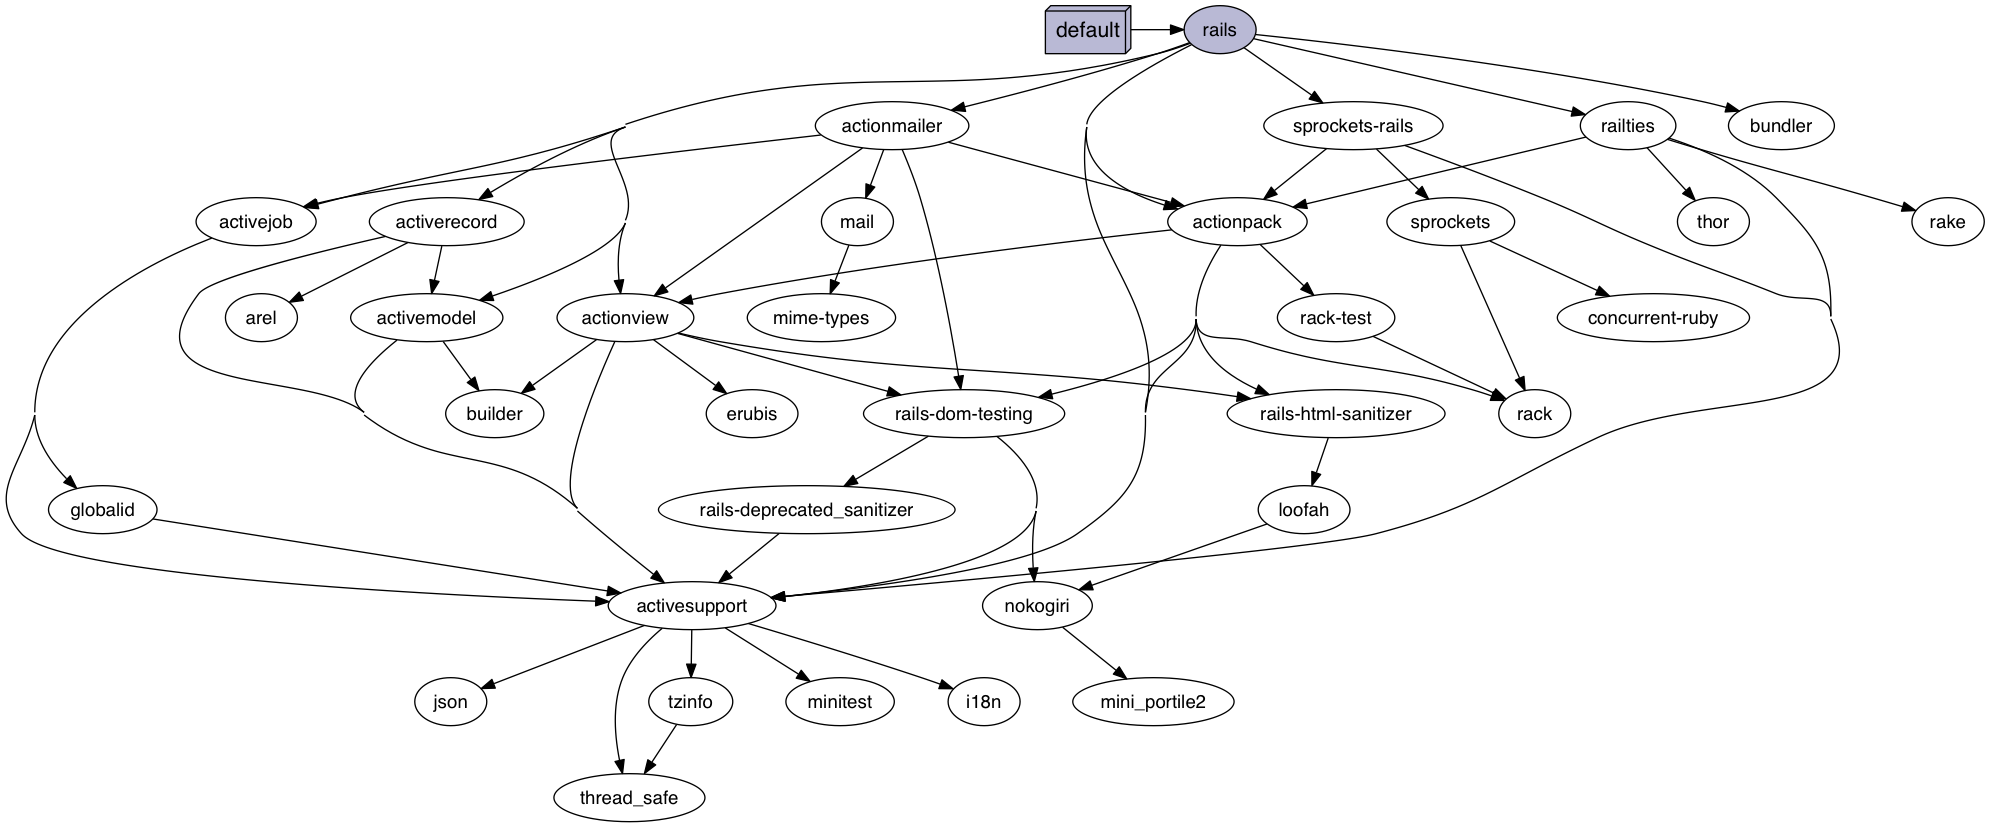 default
rails
actionmailer
sprockets-rails
railties
bundler
activejob
activerecord
mail
actionpack
sprockets
thor
rake
arel
activemodel
actionview
mime-types
rack-test
concurrent-ruby
builder
erubis
rails-dom-testing
rails-html-sanitizer
rack
globalid
rails-deprecated_sanitizer
loofah
activesupport
nokogiri
json
tzinfo
minitest
i18n
mini_portile2
thread_safe